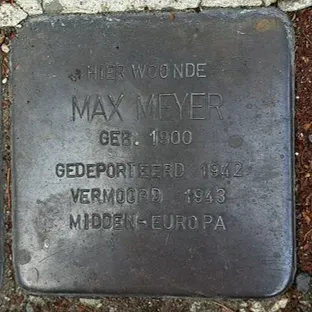 HIER WOONDE
MAX MEYER
GEB. 1900
GEDEPORTEERD 1942
VERMOORD 1943
MIDDEN-EUROPA